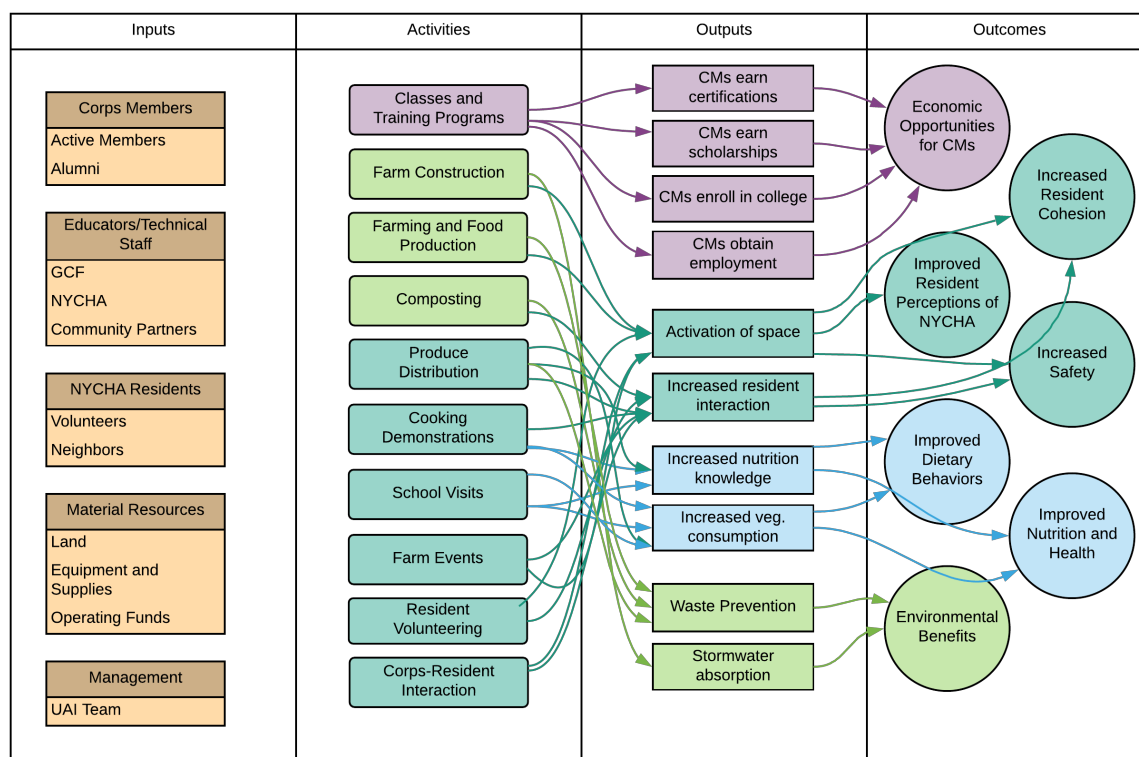 Inputs
Activities
Outputs
Outcomes
Corps Members
Active Members
Alumni
Educators/Technical
Staff
GCF
NYCHA
Community Partners
NYCHA Residents
Volunteers
Neighbors
Material Resources
Land
Equipment and
Supplies
Operating Funds
Management
UAI Team
Classes and
Training Programs
Farm Construction
Farming and Food
Production
Composting
Produce
Distribution
Cooking
Demonstrations
School Visits
Farm Events
Resident
Volunteering
Corps-Resident
Interaction
CMs earn
certifications
CMs earn
scholarships
CMs enroll in college
CMs obtain
employment
Activation of space
Increased resident
interaction
Increased nutrition
knowledge
Increased veg.
consumption
Waste Prevention
Stormwater
absorption
Economic
Opportunities
for CMs
Increased
Resident
Cohesion
Improved
Resident
Perceptions of
NYCHA
Increased
Safety
Improved
Dietary
Behaviors
Improved
Nutrition and
Health
Environmental
Benefits